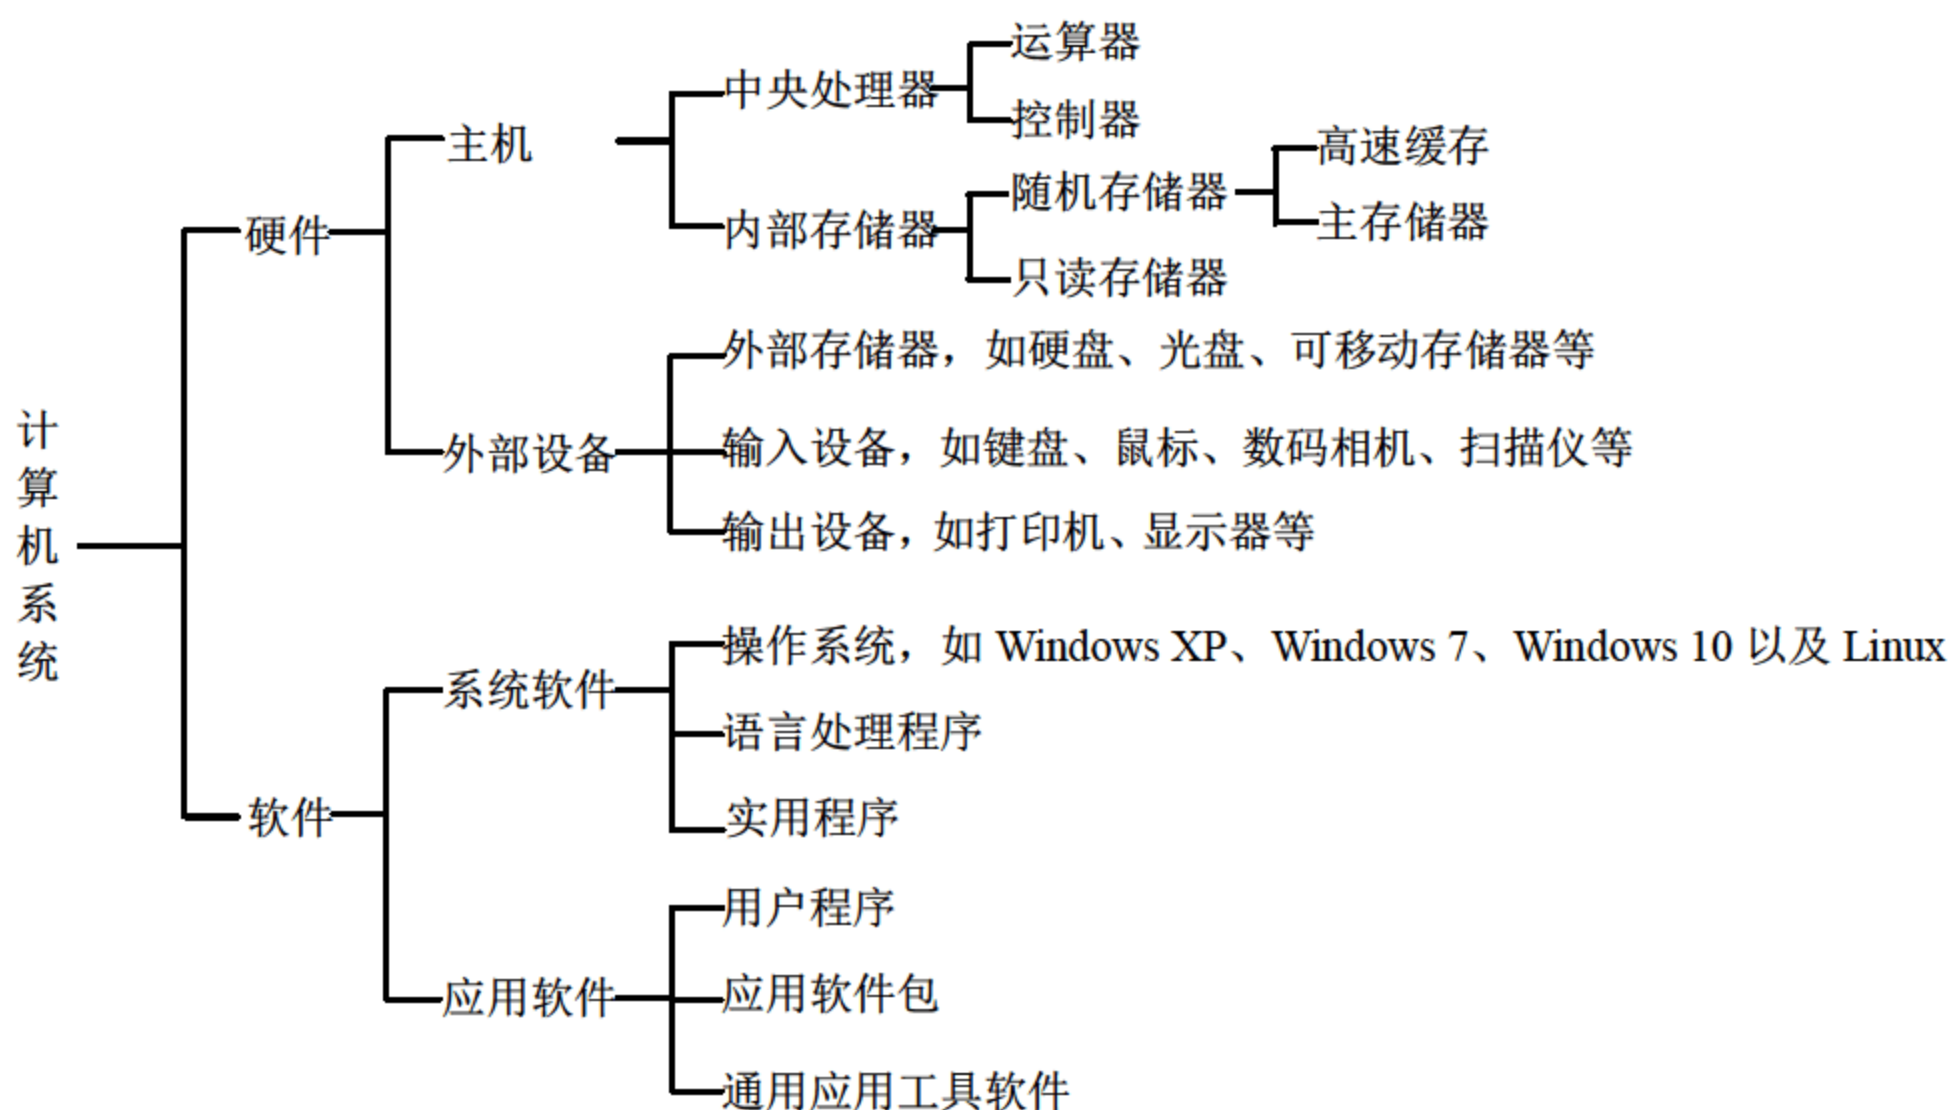 计算机系统
硬件
主机
中央处理器
运算器
控制器
内部存储器
随机存储器
高速缓存
主存储器
只读存储器
外部设备
外部存储器，如硬盘、光盘、可移动存储器等
输入设备，如键盘、鼠标、数码相机、扫描仪等
输出设备，如打印机、显示器等
软件
系统软件
操作系统，如 Windows XP、Windows 7、Windows 10 以及 Linux
语言处理程序
实用程序
应用软件
用户程序
应用软件包
通用应用工具软件